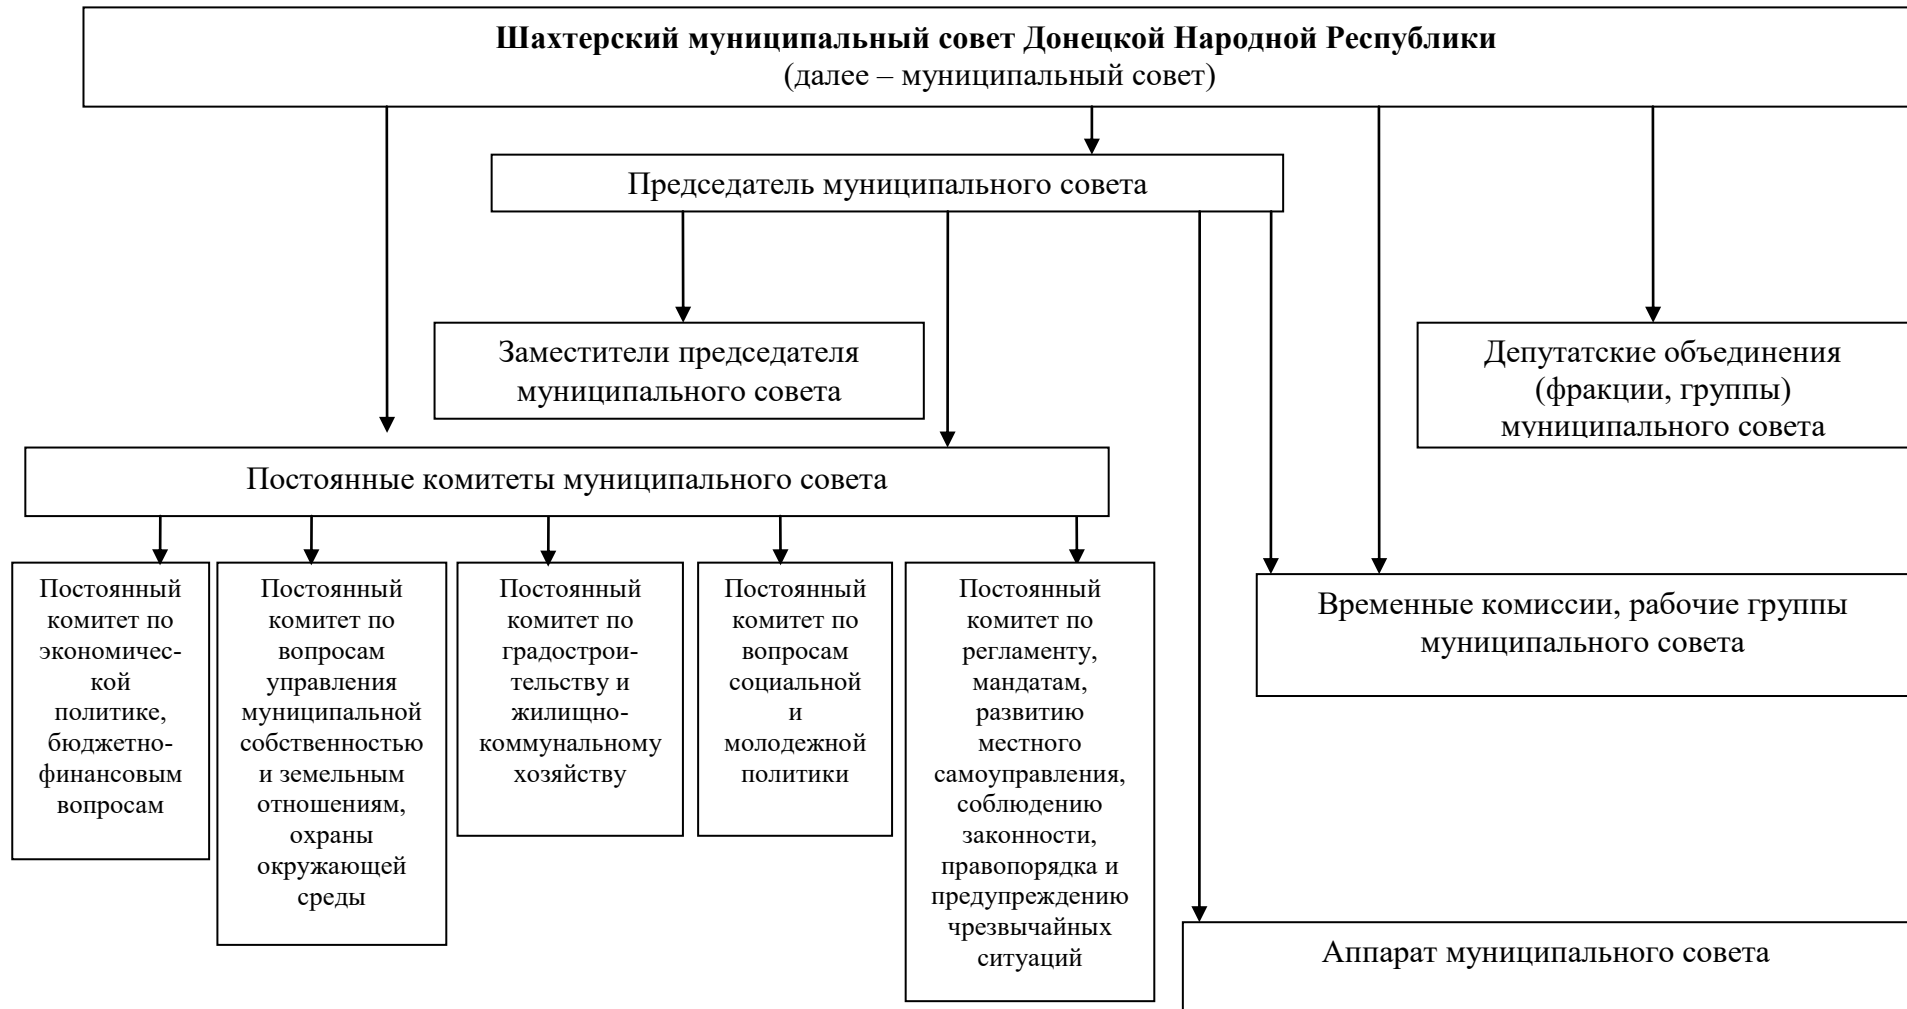 Шахтерский муниципальный совет Донецкой Народной Республики
(далее – муниципальный совет)
Председатель муниципального совета
Заместители председателя
муниципального совета
Депутатские объединения
(фракции, группы)
муниципального совета
Постоянные комитеты муниципального совета
Постоянный
комитет по
экономичес-
кой
политике,
бюджетно-
финансовым
вопросам
Постоянный
комитет по
вопросам
управления
муниципальной
собственностью
и земельным
отношениям,
охраны
окружающей
среды
Постоянный
комитет по
градострои-
тельству и
жилищно-
коммунальному
хозяйству
Постоянный
комитет по
вопросам
социальной
и
молодежной
политики
Постоянный
комитет по
регламенту,
мандатам,
развитию
местного
самоуправления,
соблюдению
законности,
правопорядка и
предупреждению
чрезвычайных
ситуаций
Временные комиссии, рабочие группы
муниципального совета
Аппарат муниципального совета